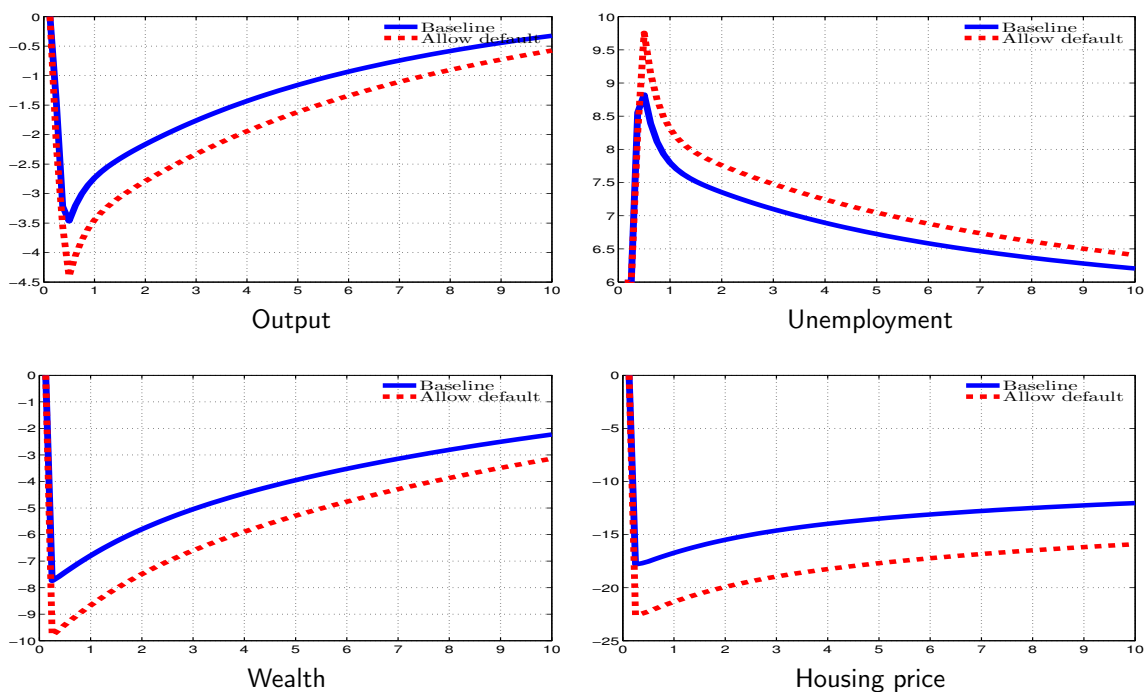 0
-0.5
-1
-1.5
-2
-2.5
-3
-3.5
-4
-4.5
0 1 2 3 4 5 6 7 8 9 10
Baseline
Allow default
Output
10
9.5
9
8.5
8
7.5
7
6.5
6
0 1 2 3 4 5 6 7 8 9 10
Baseline
Allow default
Unemployment
0
-1
-2
-3
-4
-5
-6
-7
-8
-9
-10
0 1 2 3 4 5 6 7 8 9 10
Baseline
Allow default
Wealth
0
-5
-10
-15
-20
-25
0 1 2 3 4 5 6 7 8 9 10
Baseline
Allow default
Housing price